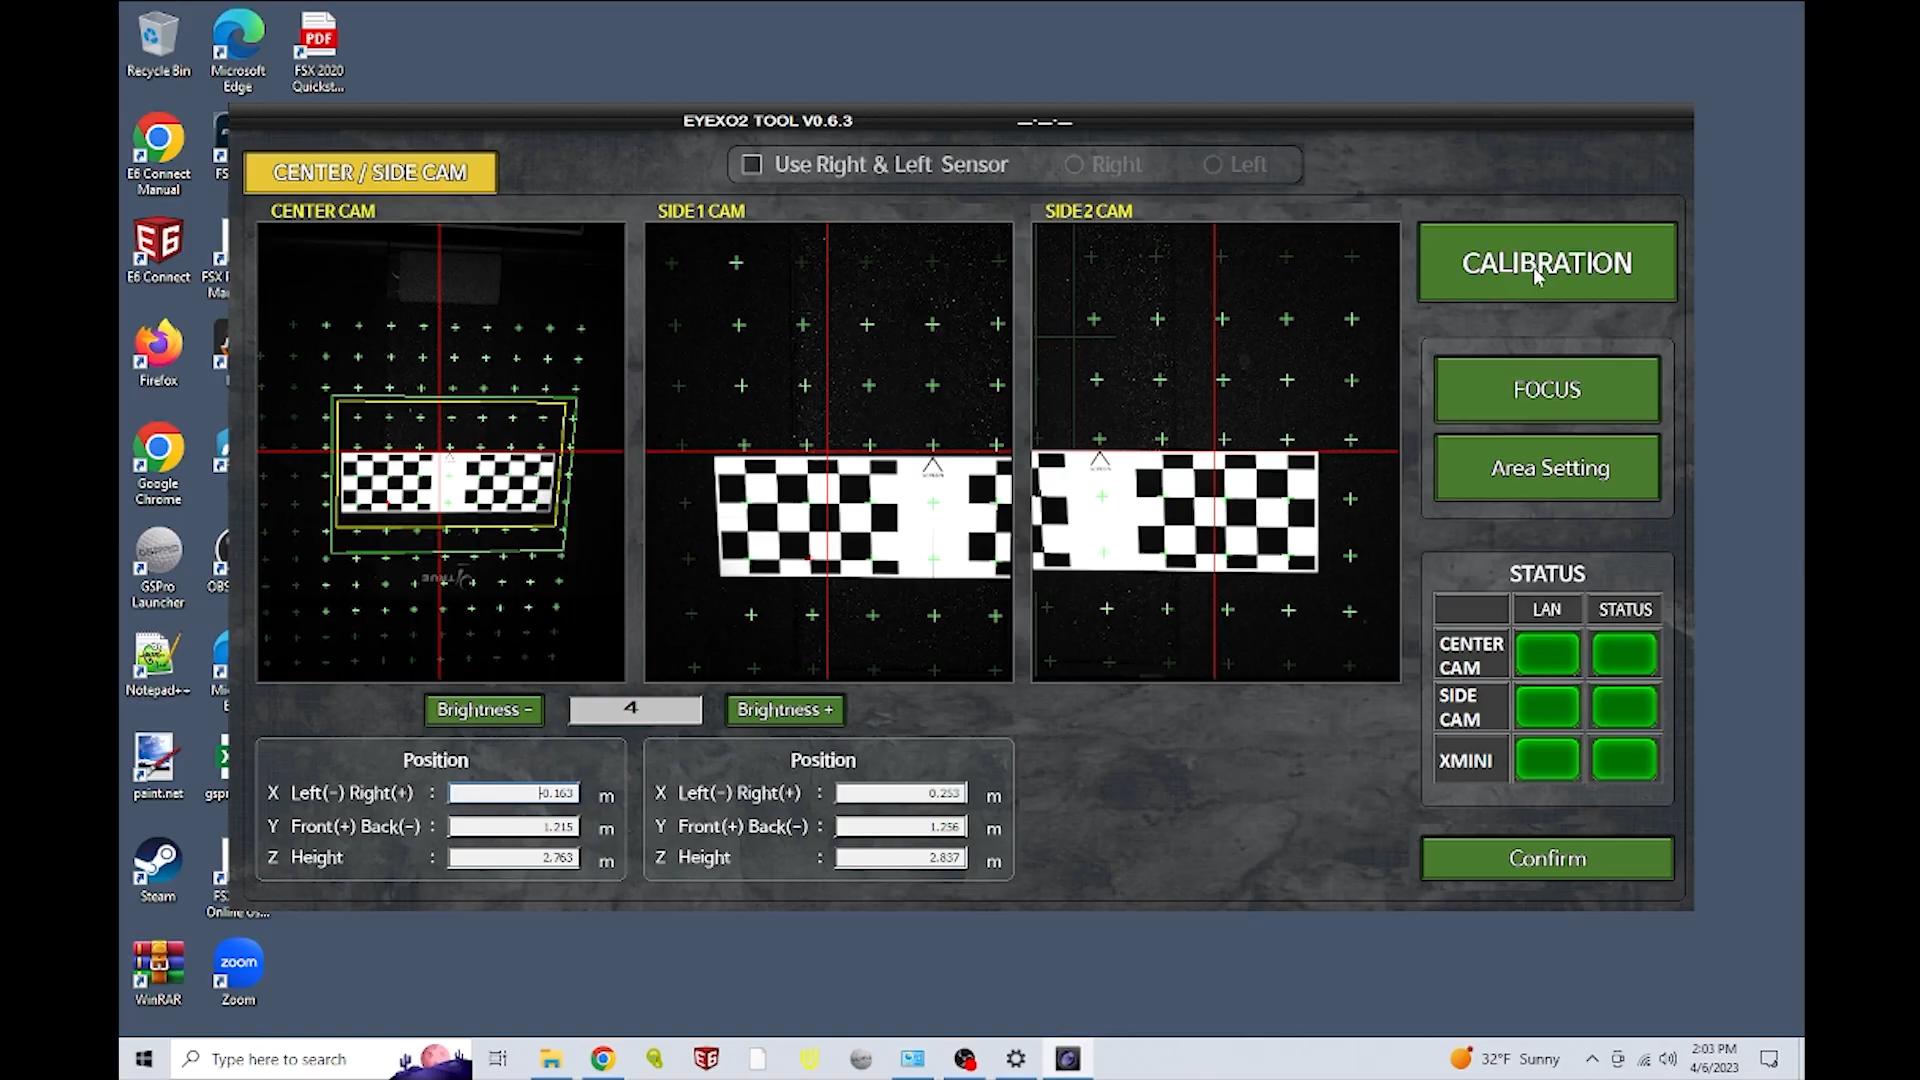 Recycle Bin
Microsoft Edge
PDF
FSX 2020 Quickst...
E6 Connect Manual
E6 Connect
Firefox
Google Chrome
GSPRO
GSPro Launcher
Notepad++
paint.net
Steam
WinRAR
zoom
Zoom
EYEXO2 TOOL V0.6.3
CENTER / SIDE CAM
Use Right & Left Sensor
Right
Left
CENTER CAM
SIDE1 CAM
SIDE2 CAM
CALIBRATION
FOCUS
Area Setting
STATUS
LAN STATUS
CENTER CAM
SIDE CAM
XMINI
Confirm
Brightness -
4
Brightness +
Position
X Left(-) Right(+) : -0.163 m
Y Front(+) Back(-) : 1.215 m
Z Height : 2.763 m
Position
X Left(-) Right(+) : 0.253 m
Y Front(+) Back(-) : 1.256 m
Z Height : 2.837 m
Type here to search
32°F Sunny
2:03 PM
4/6/2023